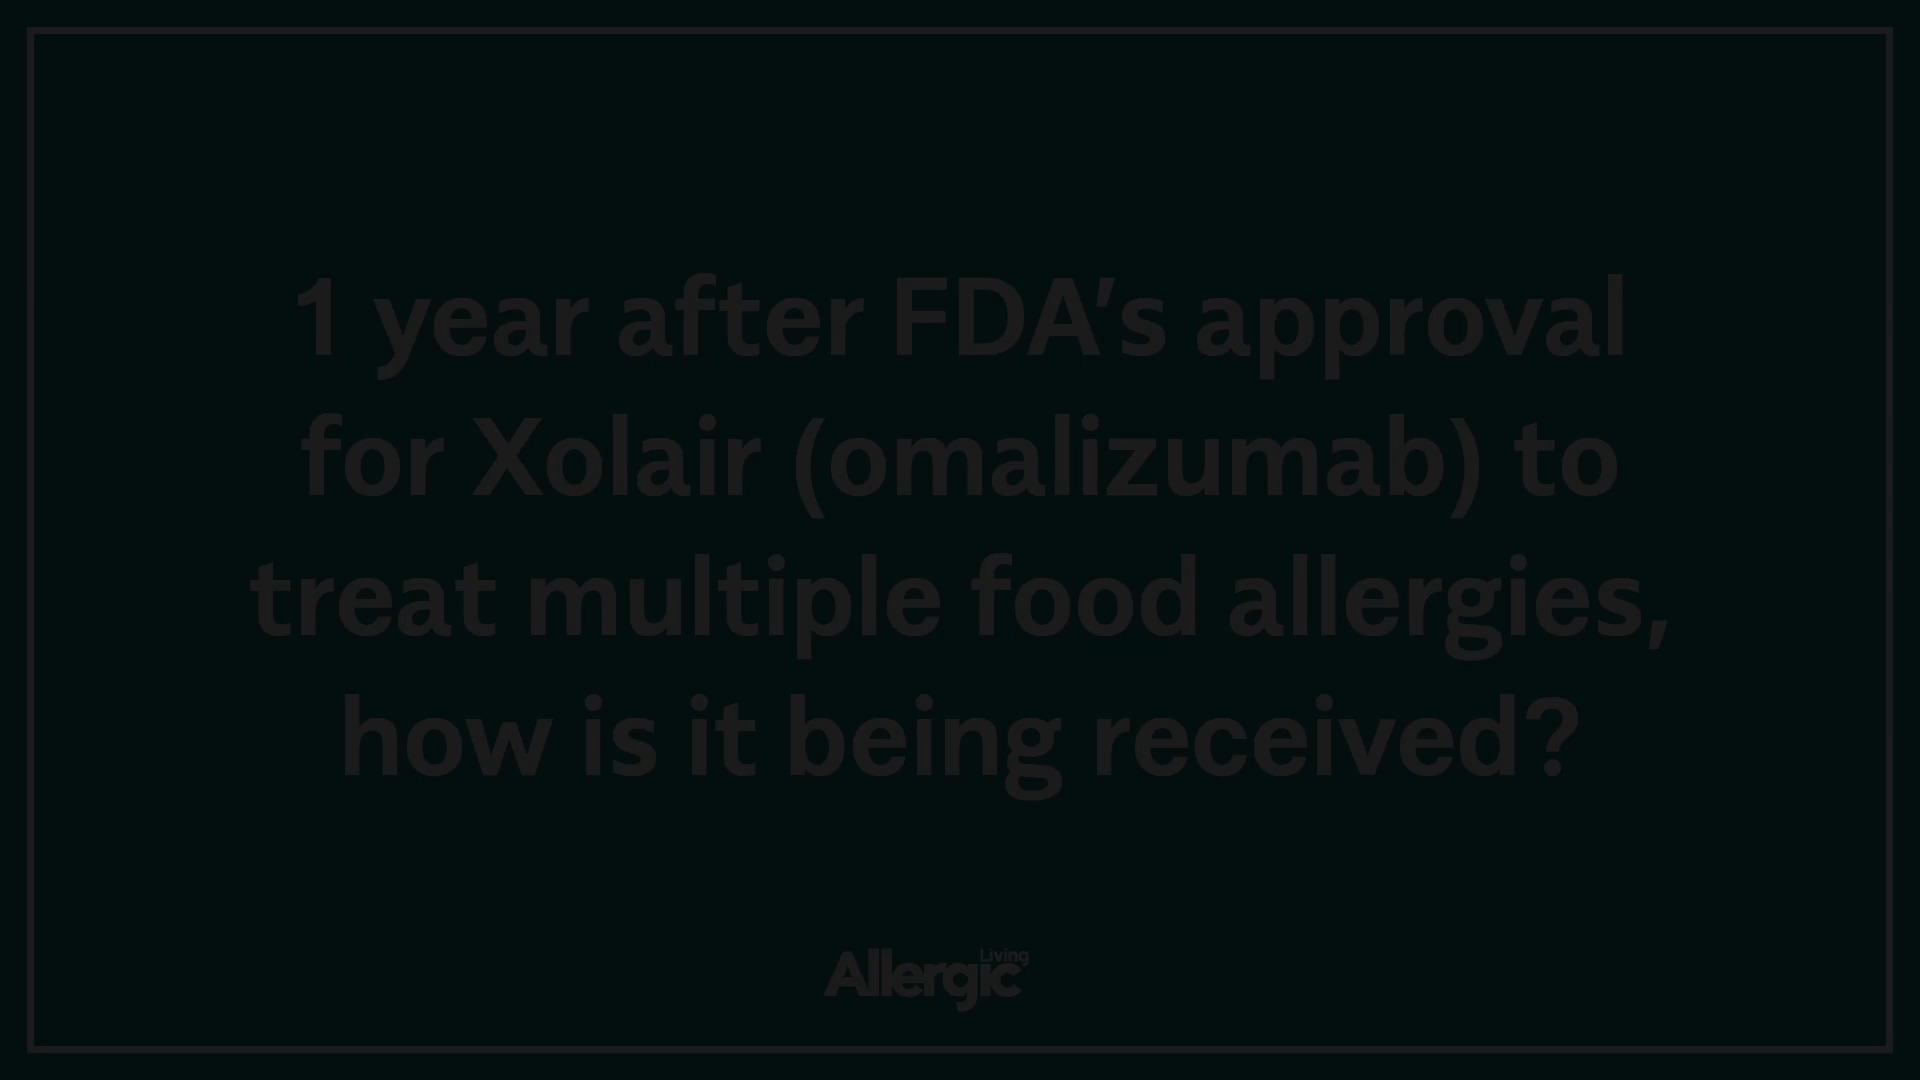 1 year after FDA’s approval
for Xolair (omalizumab) to
treat multiple food allergies,
how is it being received?
Allergic Living